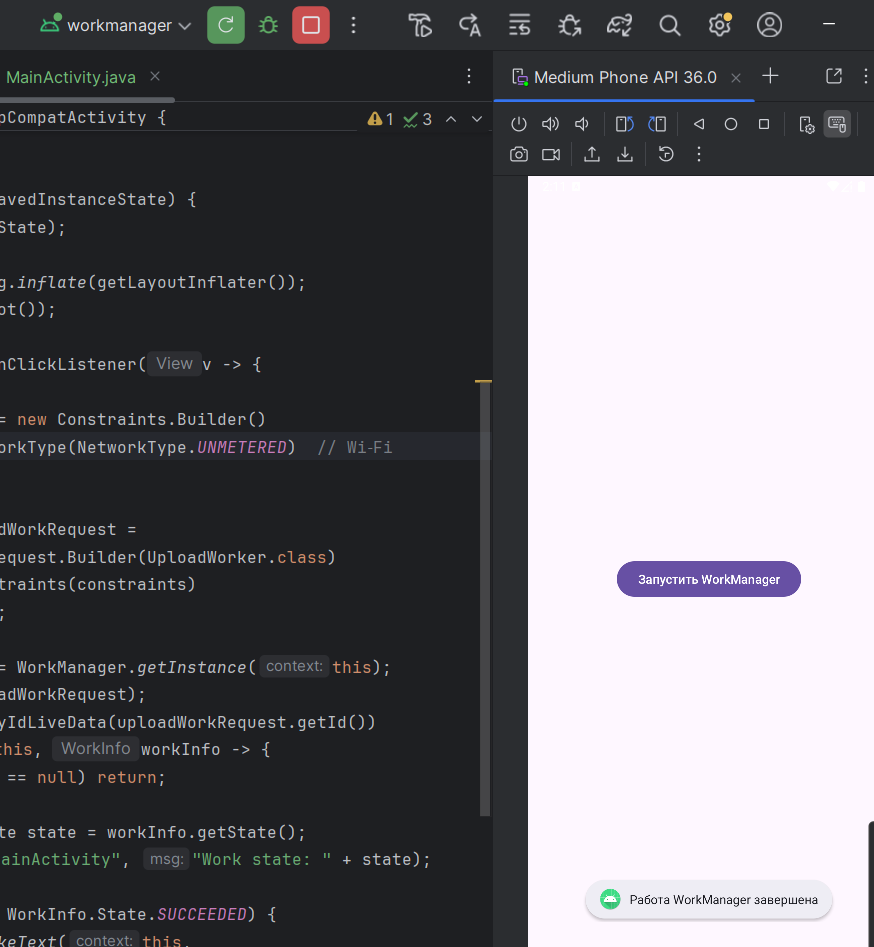 workmanager
MainActivity.java
Medium Phone API 36.0
pCompatActivity {
1 3
avedInstanceState) {
State);
g.inflate(getLayoutInflater());
ot());
nClickListener( View v -> {
= new Constraints.Builder()
orkType(NetworkType.UNMETERED) // Wi-Fi
dWorkRequest =
equest.Builder(UploadWorker.class)
traints(constraints)
;
Запустить WorkManager
= WorkManager.getInstance( context: this);
adWorkRequest);
yIdLiveData(uploadWorkRequest.getId())
this, WorkInfo workInfo -> {
== null) return;
te state = workInfo.getState();
ainActivity", msg: "Work state: " + state);
WorkInfo.State.SUCCEEDED) {
Работа WorkManager завершена
keText( context: this,